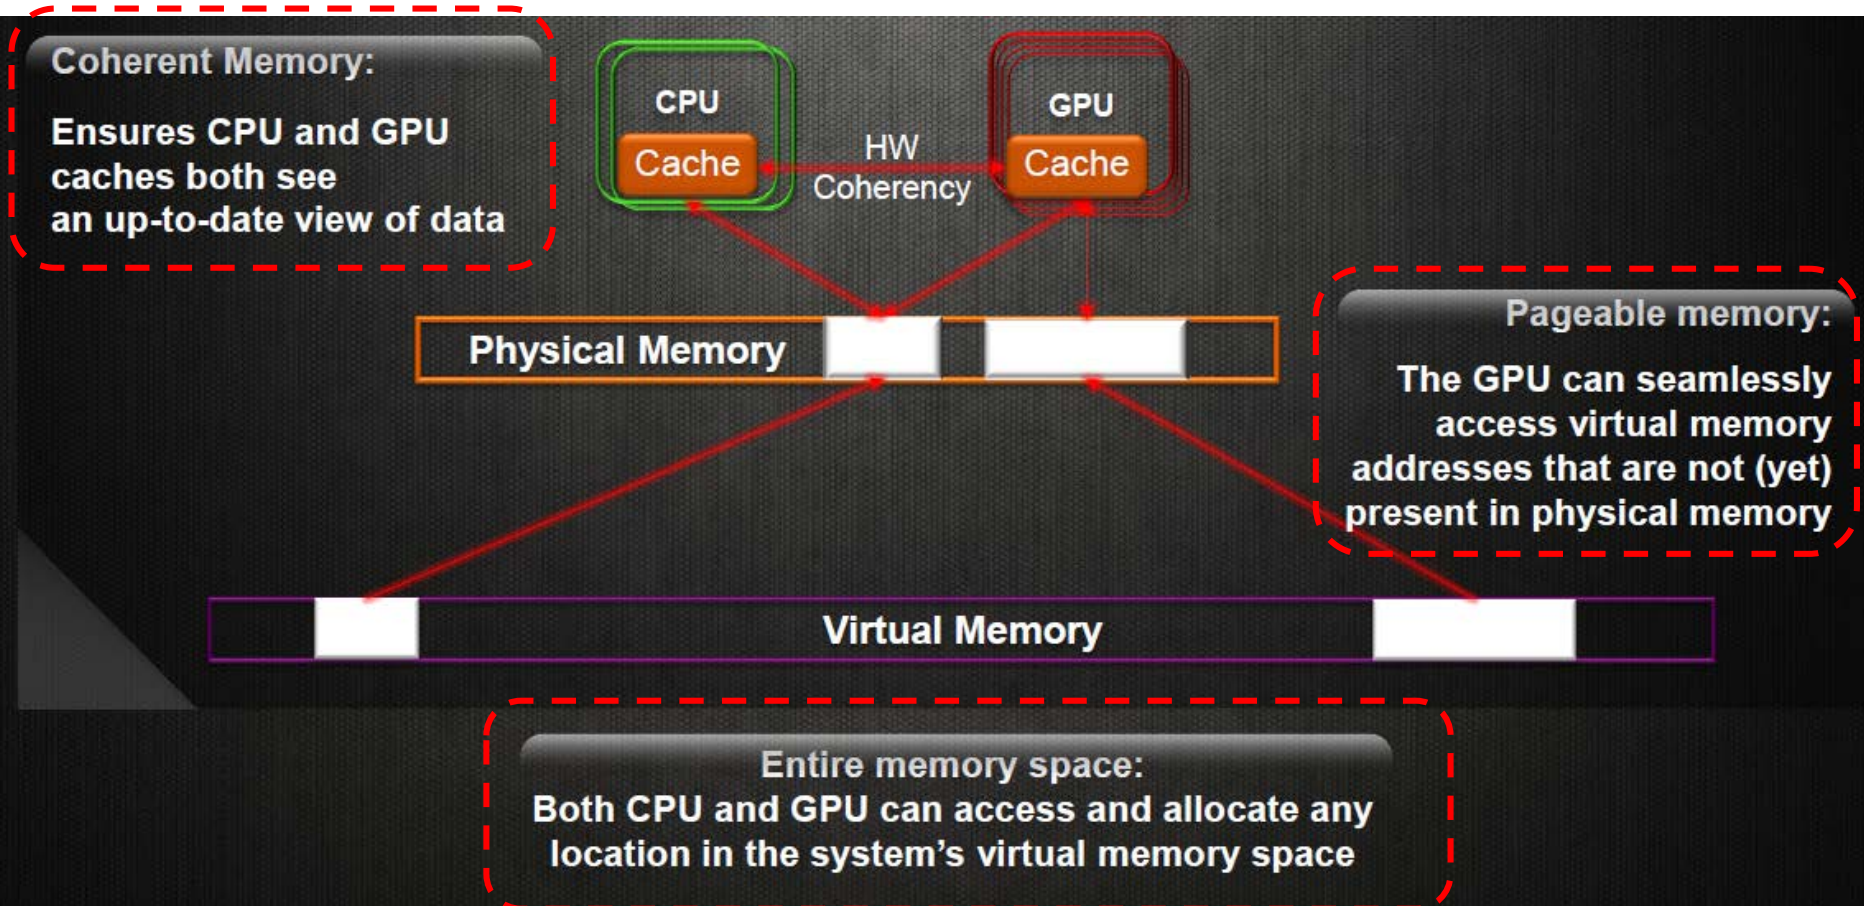 Coherent Memory:
Ensures CPU and GPU
caches both see
an up-to-date view of data
CPU
Cache
HW
Coherency
GPU
Cache
Physical Memory
Pageable memory:
The GPU can seamlessly
access virtual memory
addresses that are not (yet)
present in physical memory
Virtual Memory
Entire memory space:
Both CPU and GPU can access and allocate any
location in the system’s virtual memory space